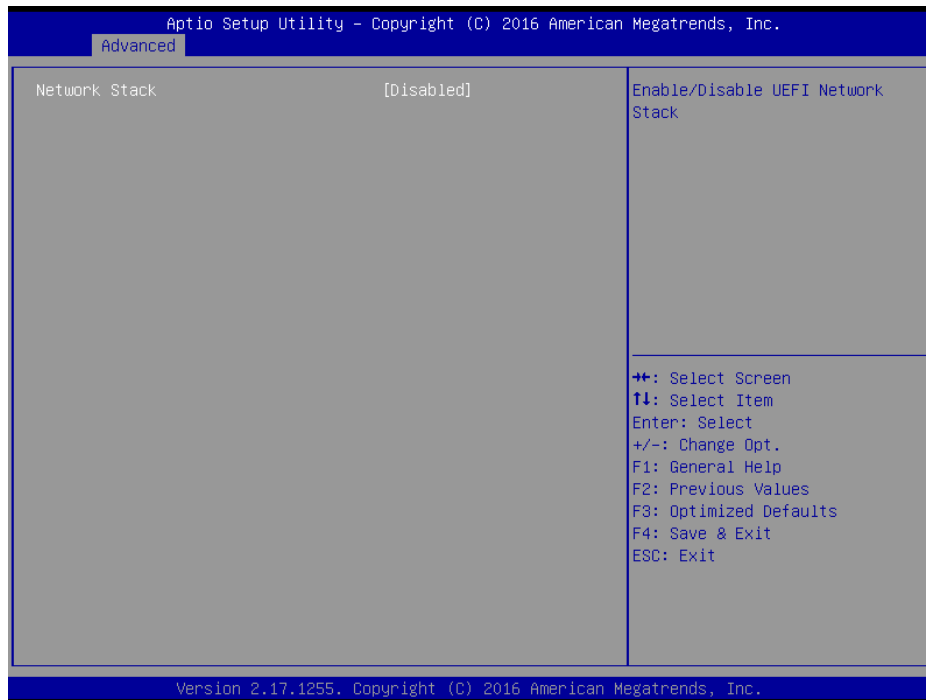 Aptio Setup Utility – Copyright (C) 2016 American Megatrends, Inc.
Advanced
Network Stack [Disabled]
Enable/Disable UEFI Network
Stack
→←: Select Screen
↑↓: Select Item
Enter: Select
+/-: Change Opt.
F1: General Help
F2: Previous Values
F3: Optimized Defaults
F4: Save & Exit
ESC: Exit
Version 2.17.1255. Copyright (C) 2016 American Megatrends, Inc.